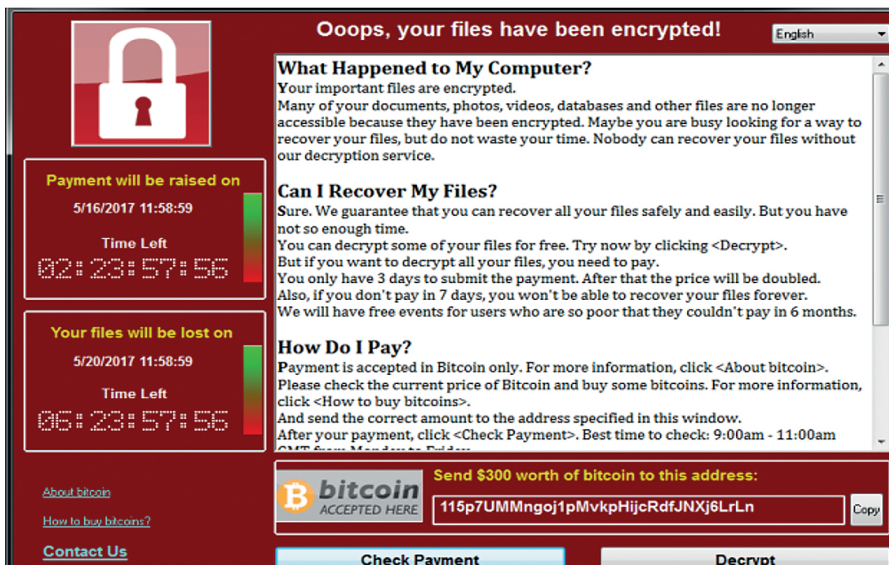 Ooops, your files have been encrypted!
English
What Happened to My Computer?
Your important files are encrypted.
Many of your documents, photos, videos, databases and other files are no longer
accessible because they have been encrypted. Maybe you are busy looking for a way to
recover your files, but do not waste your time. Nobody can recover your files without
our decryption service.
Can I Recover My Files?
Sure. We guarantee that you can recover all your files safely and easily. But you have
not so enough time.
You can decrypt some of your files for free. Try now by clicking <Decrypt>.
But if you want to decrypt all your files, you need to pay.
You only have 3 days to submit the payment. After that the price will be doubled.
Also, if you don't pay in 7 days, you won't be able to recover your files forever.
We will have free events for users who are so poor that they couldn't pay in 6 months.
How Do I Pay?
Payment is accepted in Bitcoin only. For more information, click <About bitcoin>.
Please check the current price of Bitcoin and buy some bitcoins. For more information,
click <How to buy bitcoins>.
And send the correct amount to the address specified in this window.
After your payment, click <Check Payment>. Best time to check: 9:00am - 11:00am
GMT from Monday to Friday.
Payment will be raised on
5/16/2017 11:58:59
Time Left
02:23:57:56
Your files will be lost on
5/20/2017 11:58:59
Time Left
06:23:57:56
About bitcoin
How to buy bitcoins?
Contact Us
bitcoin
ACCEPTED HERE
Send $300 worth of bitcoin to this address:
115p7UMMngoj1pMvkpHijcRdfJNXj6LrLn
Copy
Check Payment
Decrypt